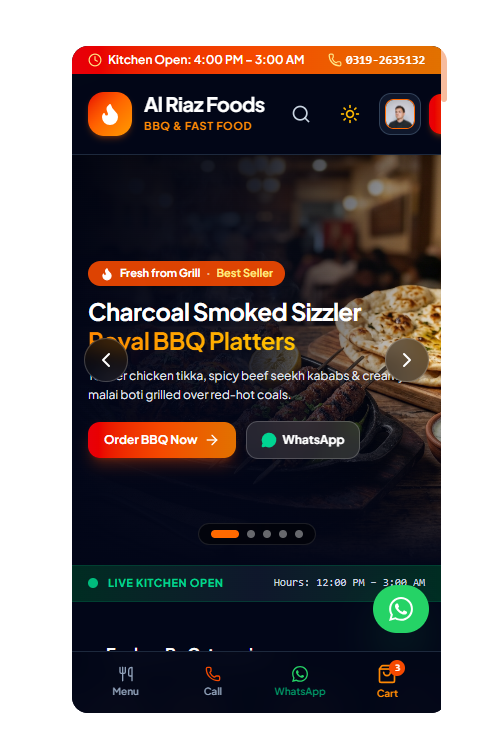 Kitchen Open: 4:00 PM – 3:00 AM 0319-2635132
Al Riaz Foods
BBQ & FAST FOOD
Fresh from Grill · Best Seller
Charcoal Smoked Sizzler
Royal BBQ Platters
chicken tikka, spicy beef seekh kababs & creamy
malai boti grilled over red-hot coals.
Order BBQ Now → WhatsApp
LIVE KITCHEN OPEN Hours: 12:00 PM – 3:00 AM
3
Menu Call WhatsApp Cart